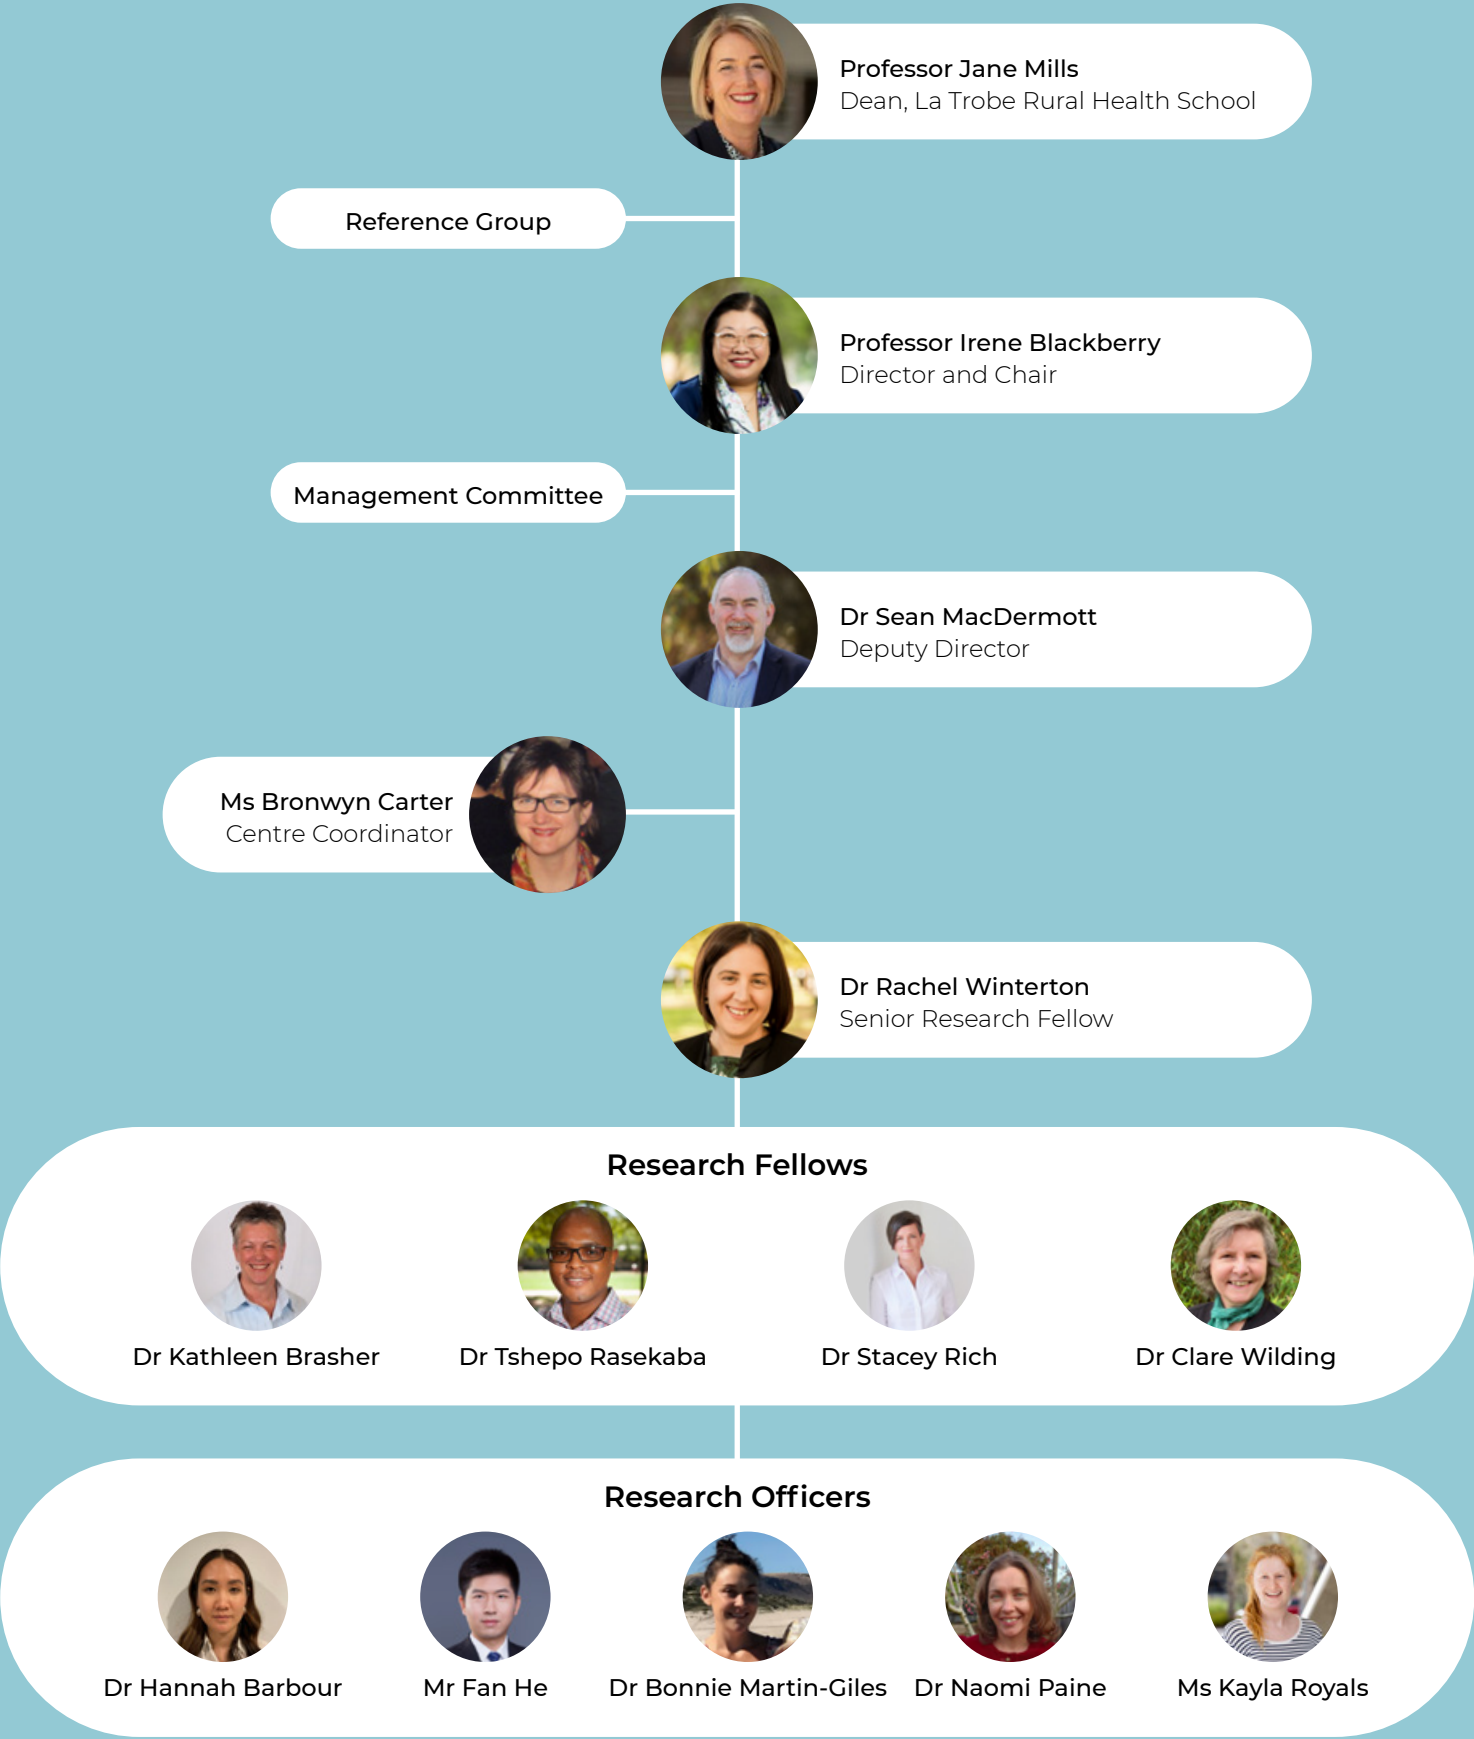 Professor Jane Mills
Dean, La Trobe Rural Health School
Reference Group
Professor Irene Blackberry
Director and Chair
Management Committee
Dr Sean MacDermott
Deputy Director
Ms Bronwyn Carter
Centre Coordinator
Dr Rachel Winterton
Senior Research Fellow
Research Fellows
Dr Kathleen Brasher
Dr Tshepo Rasekaba
Dr Stacey Rich
Dr Clare Wilding
Research Officers
Dr Hannah Barbour
Mr Fan He
Dr Bonnie Martin-Giles
Dr Naomi Paine
Ms Kayla Royals